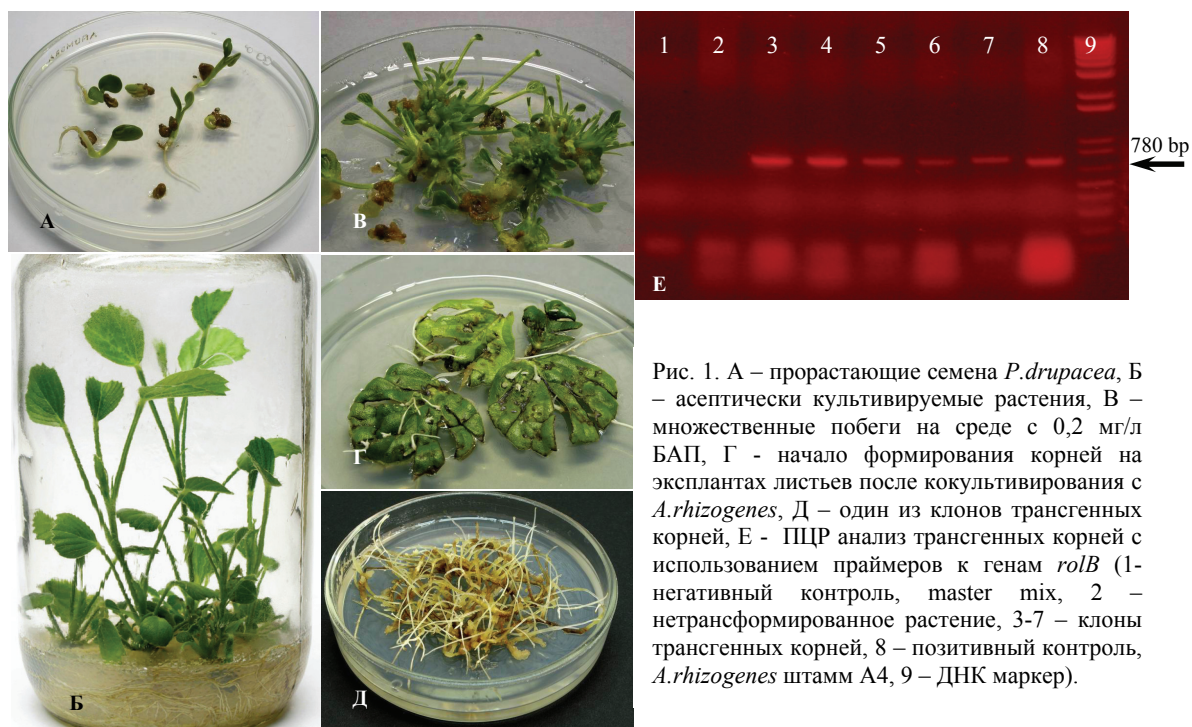 А
В
1 2 3 4 5 6 7 8 9
780 bp
Е
Г
Б
Д
Рис. 1. А – прорастающие семена P.drupacea, Б
– асептически культивируемые растения, В –
множественные побеги на среде с 0,2 мг/л
БАП, Г - начало формирования корней на
эксплантах листьев после кокультивирования с
A.rhizogenes, Д – один из клонов трансгенных
корней, Е - ПЦР анализ трансгенных корней с
использованием праймеров к генам rolB (1-
негативный контроль, master mix, 2 –
нетрансформированное растение, 3-7 – клоны
трансгенных корней, 8 – позитивный контроль,
A.rhizogenes штамм А4, 9 – ДНК маркер).